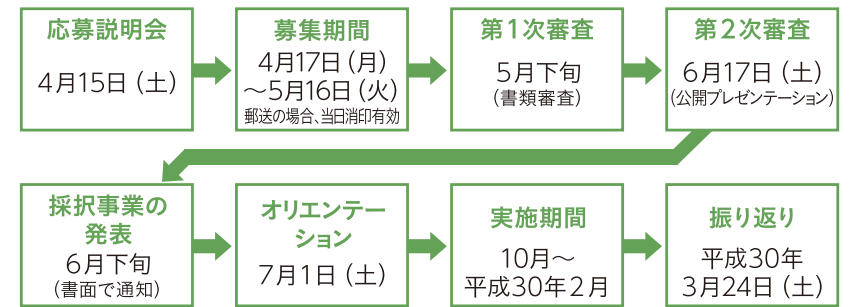 応募説明会
4月15日（土）
募集期間
4月17日（月）
～5月16日（火）
郵送の場合、当日消印有効
第１次審査
5月下旬
（書類審査）
第２次審査
6月17日（土）
（公開プレゼンテーション）
採択事業の
発表
6月下旬
（書面で通知）
オリエンテー
ション
7月1日（土）
実施期間
10月～
平成30年２月
振り返り
平成30年
3月24日（土）